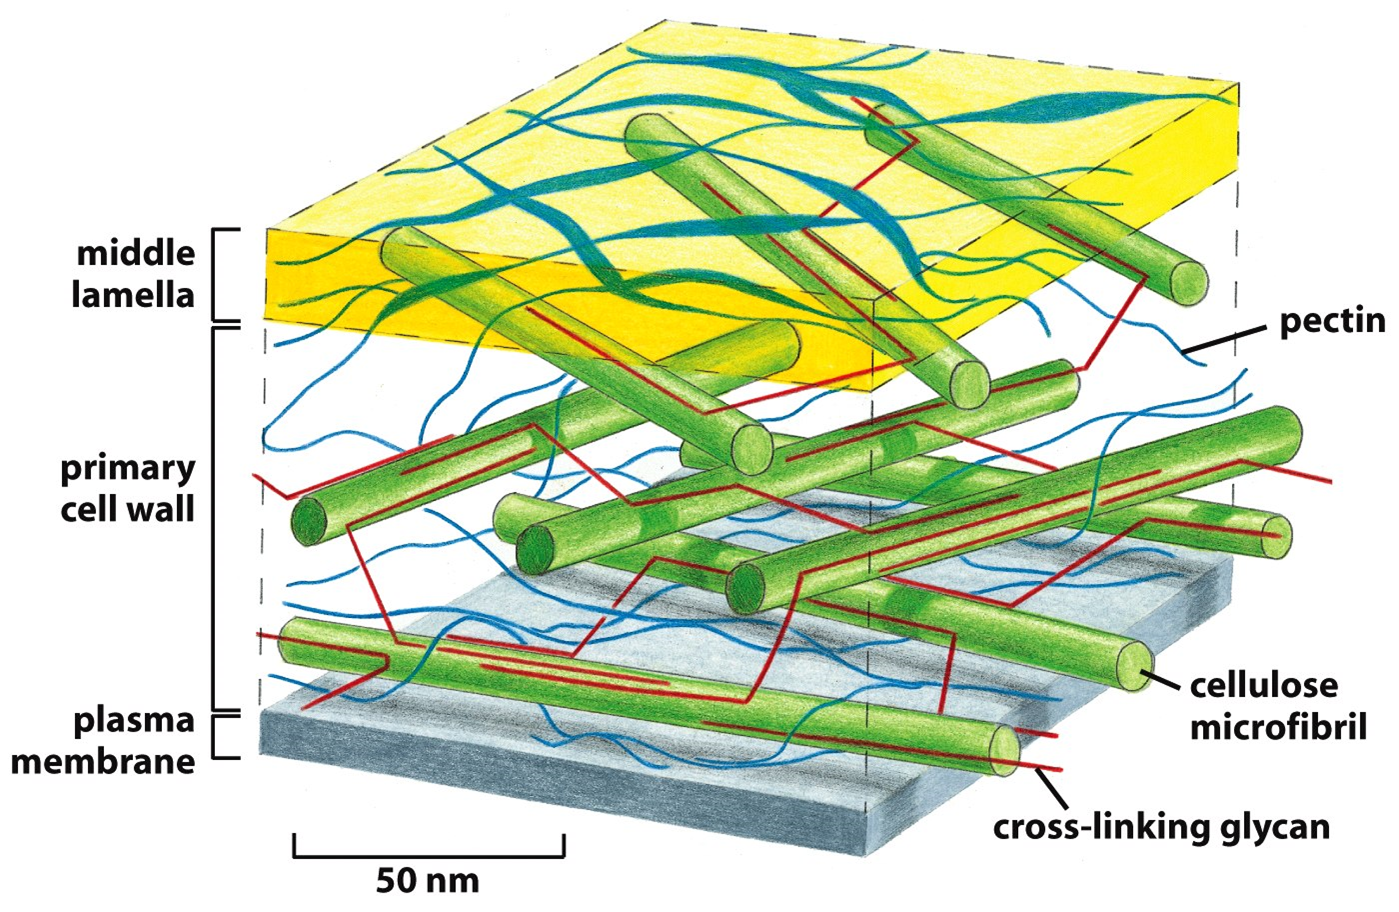 middle
lamella
pectin
primary
cell wall
cellulose
microfibril
plasma
membrane
cross-linking glycan
50 nm